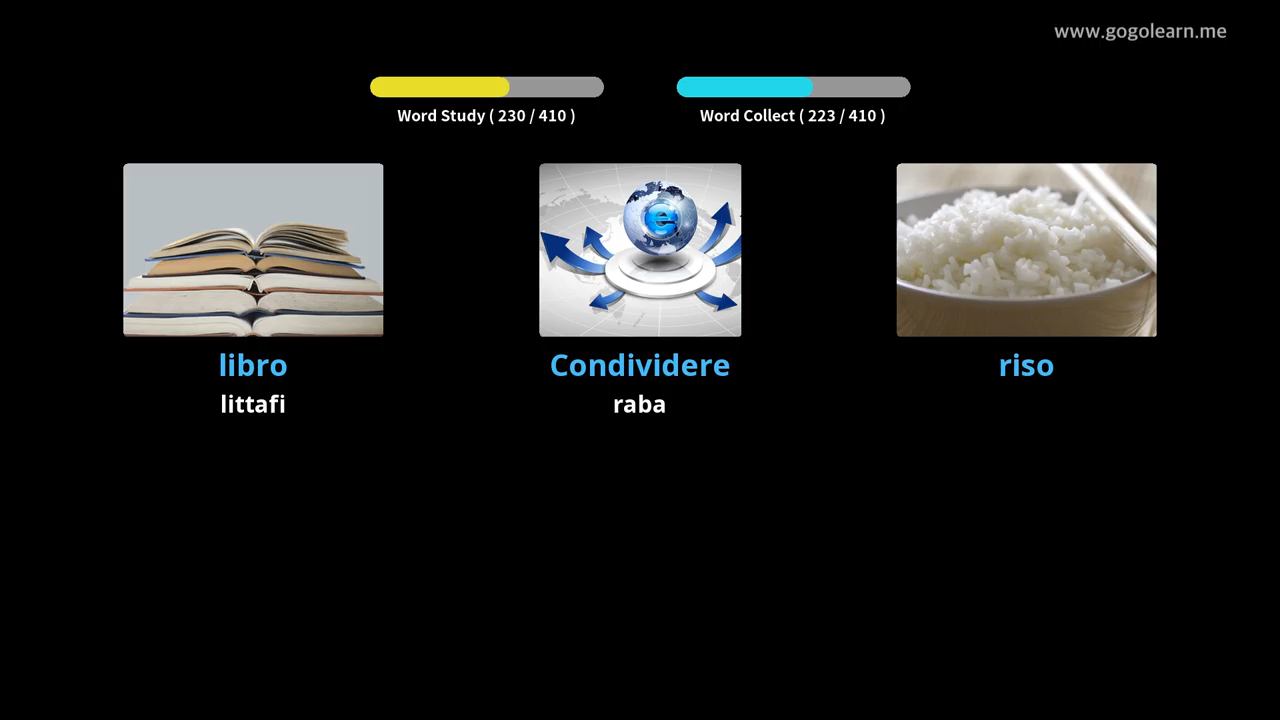 www.gogolearn.me
Word Study ( 230 / 410 )
Word Collect ( 223 / 410 )
e
libro
Condividere
riso
littafi
raba